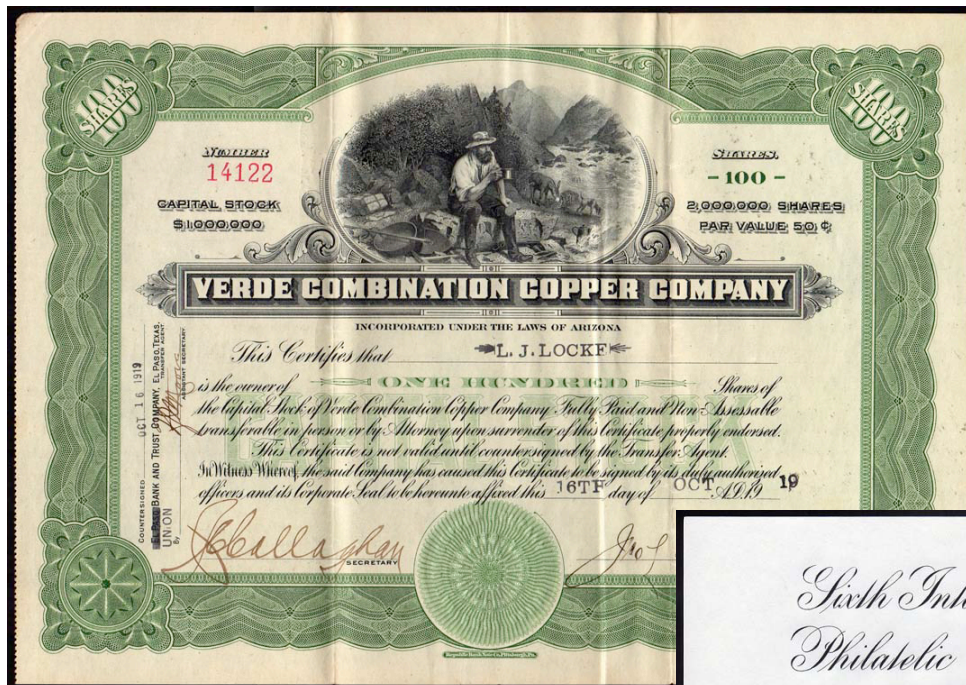 100 SHARES
100 SHARES
NUMBER
14122
CAPITAL STOCK
$1,000,000
SHARES.
- 100 -
2,000,000 SHARES
PAR VALUE 50 ¢
VERDE COMBINATION COPPER COMPANY
INCORPORATED UNDER THE LAWS OF ARIZONA
This Certifies that L. J. LOCKE
is the owner of ONE HUNDRED Shares of
the Capital Stock of Verde Combination Copper Company Fully Paid and Non-Assessable
transferable in person or by Attorney upon surrender of this Certificate properly endorsed.
This Certificate is not valid until countersigned by the Transfer Agent.
In Witness Whereof, the said Company has caused this Certificate to be signed by its duly authorized
officers and its Corporate Seal to be hereunto affixed this 16TH day of OCT A.D. 19 19
Callaghan
SECRETARY
COUNTERSIGNED OCT 16 1919
EL PASO BANK AND TRUST COMPANY, EL PASO, TEXAS,
TRANSFER AGENT
UNION
By
ASSISTANT SECRETARY
Sixth Int
Philatelic